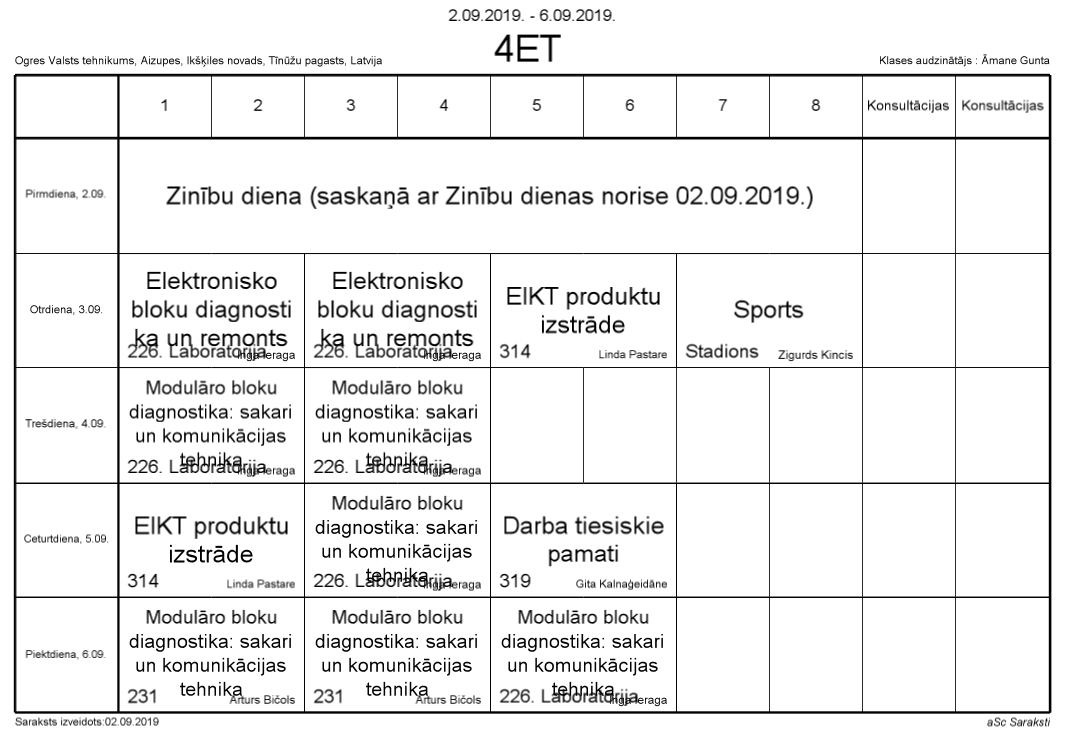 2.09.2019. - 6.09.2019.
4ET
Ogres Valsts tehnikums, Aizupes, Ikšķiles novads, Tīnūžu pagasts, Latvija
Klases audzinātājs : Āmane Gunta
1 2 3 4 5 6 7 8 Konsultācijas Konsultācijas
Pirmdiena, 2.09.
Zinību diena (saskaņā ar Zinību dienas norise 02.09.2019.)
Otrdiena, 3.09.
Elektronisko
bloku diagnosti
ka un remonts
226. Laboratorija Inga Ieraga
Elektronisko
bloku diagnosti
ka un remonts
226. Laboratorija Inga Ieraga
EIKT produktu
izstrāde
314 Linda Pastare
Sports
Stadions Zigurds Kincis
Trešdiena, 4.09.
Modulāro bloku
diagnostika: sakari
un komunikācijas
tehnika
226. Laboratorija Inga Ieraga
Modulāro bloku
diagnostika: sakari
un komunikācijas
tehnika
226. Laboratorija Inga Ieraga
Ceturtdiena, 5.09.
EIKT produktu
izstrāde
314 Linda Pastare
Modulāro bloku
diagnostika: sakari
un komunikācijas
tehnika
226. Laboratorija Inga Ieraga
Darba tiesiskie
pamati
319 Gita Kalnaģeidāne
Piektdiena, 6.09.
Modulāro bloku
diagnostika: sakari
un komunikācijas
tehnika
231 Arturs Bičols
Modulāro bloku
diagnostika: sakari
un komunikācijas
tehnika
231 Arturs Bičols
Modulāro bloku
diagnostika: sakari
un komunikācijas
tehnika
226. Laboratorija Inga Ieraga
Saraksts izveidots:02.09.2019
aSc Saraksti